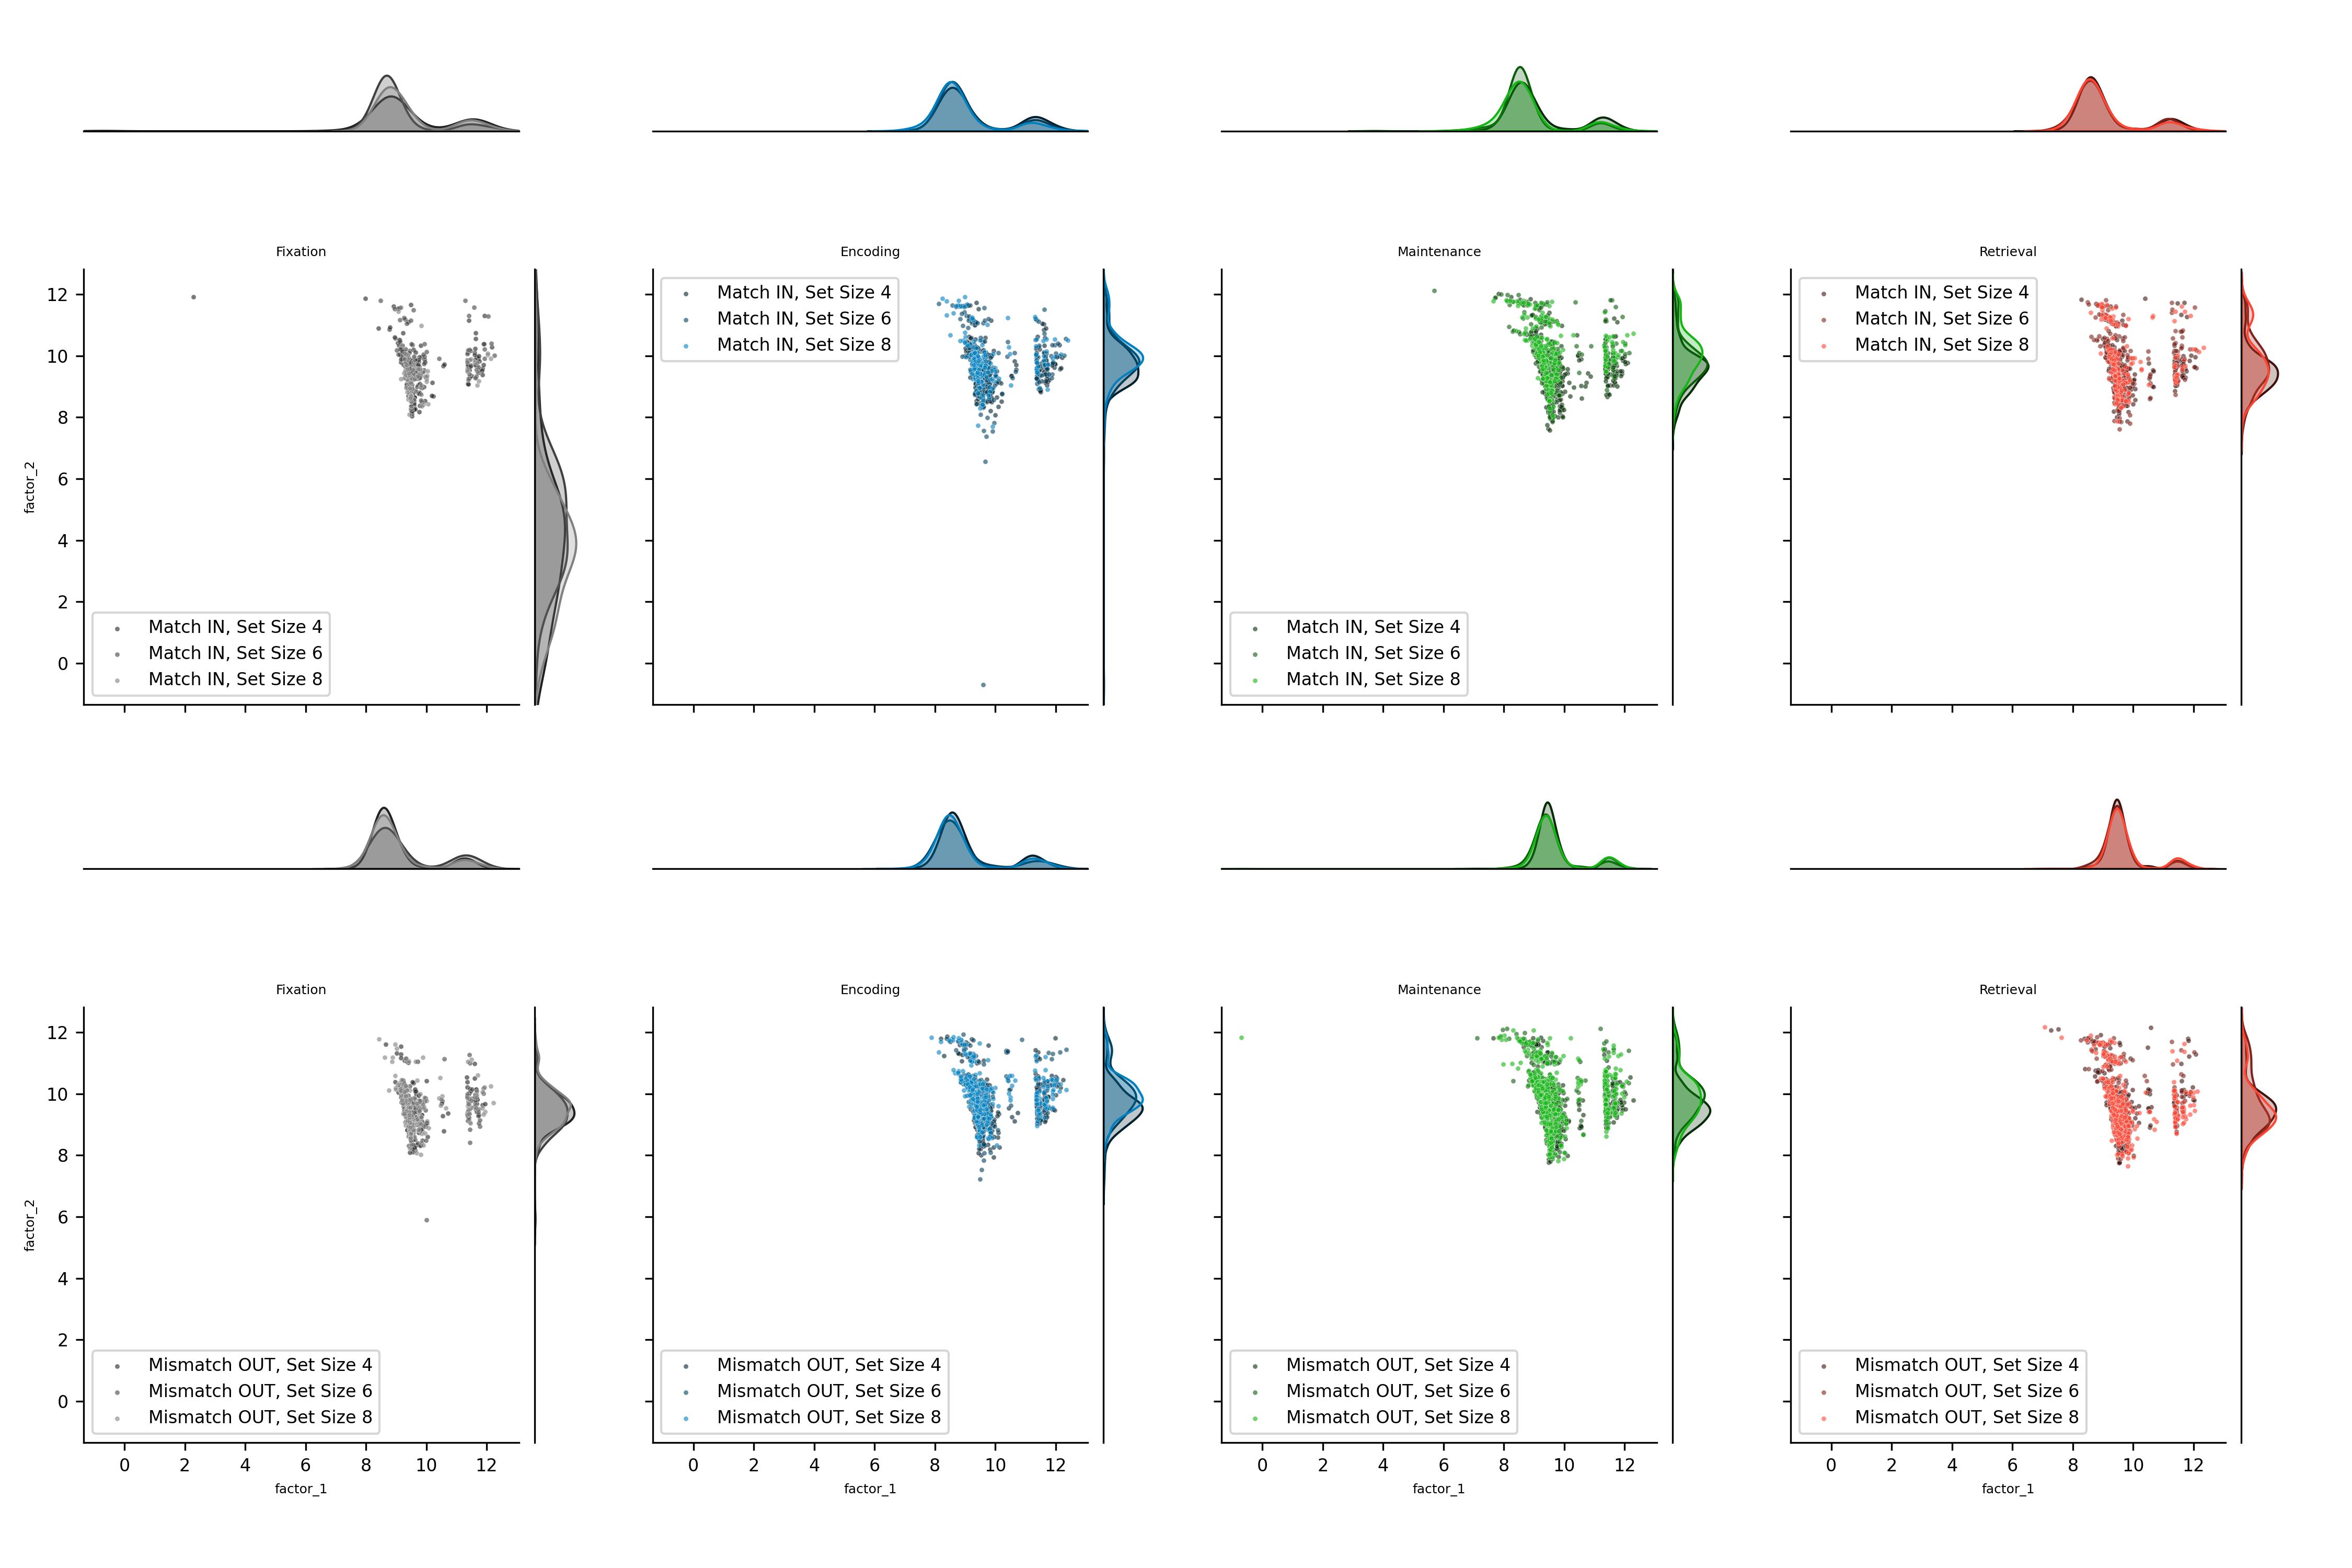 Fixation
Encoding
Maintenance
Retrieval
12
10
8
6
4
2
0
factor_2
Match IN, Set Size 4
Match IN, Set Size 6
Match IN, Set Size 8
Match IN, Set Size 4
Match IN, Set Size 6
Match IN, Set Size 8
Match IN, Set Size 4
Match IN, Set Size 6
Match IN, Set Size 8
Match IN, Set Size 4
Match IN, Set Size 6
Match IN, Set Size 8
Fixation
Encoding
Maintenance
Retrieval
12
10
8
6
4
2
0
factor_2
Mismatch OUT, Set Size 4
Mismatch OUT, Set Size 6
Mismatch OUT, Set Size 8
Mismatch OUT, Set Size 4
Mismatch OUT, Set Size 6
Mismatch OUT, Set Size 8
Mismatch OUT, Set Size 4
Mismatch OUT, Set Size 6
Mismatch OUT, Set Size 8
Mismatch OUT, Set Size 4
Mismatch OUT, Set Size 6
Mismatch OUT, Set Size 8
0 2 4 6 8 10 12
0 2 4 6 8 10 12
0 2 4 6 8 10 12
0 2 4 6 8 10 12
factor_1
factor_1
factor_1
factor_1